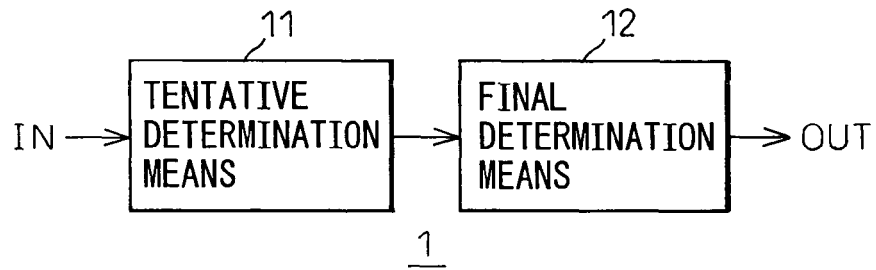 11
12
IN
TENTATIVE
DETERMINATION
MEANS
FINAL
DETERMINATION
MEANS
OUT
1